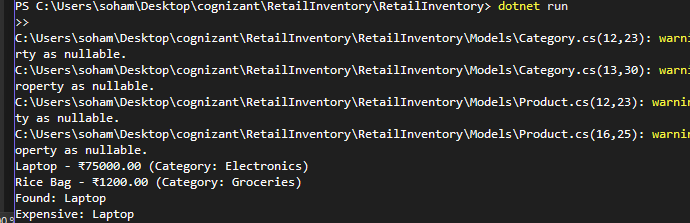 PS C:\Users\soham\Desktop\cognizant\RetailInventory\RetailInventory> dotnet run
>>
C:\Users\soham\Desktop\cognizant\RetailInventory\RetailInventory\Models\Category.cs(12,23): warni
rty as nullable.
C:\Users\soham\Desktop\cognizant\RetailInventory\RetailInventory\Models\Category.cs(13,30): warni
roperty as nullable.
C:\Users\soham\Desktop\cognizant\RetailInventory\RetailInventory\Models\Product.cs(12,23): warnin
ty as nullable.
C:\Users\soham\Desktop\cognizant\RetailInventory\RetailInventory\Models\Product.cs(16,25): warnin
operty as nullable.
Laptop - ₹75000.00 (Category: Electronics)
Rice Bag - ₹1200.00 (Category: Groceries)
Found: Laptop
Expensive: Laptop